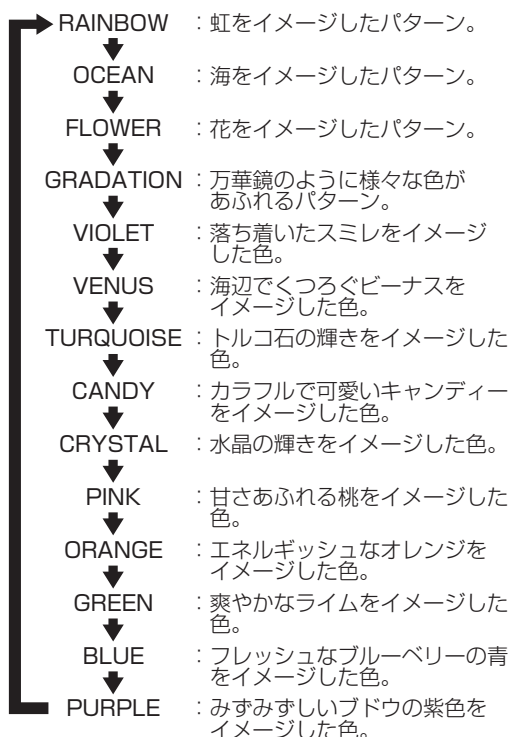 RAINBOW ：虹をイメージしたパターン。
OCEAN ：海をイメージしたパターン。
FLOWER ：花をイメージしたパターン。
GRADATION ：万華鏡のように様々な色が
あふれるパターン。
VIOLET ：落ち着いたスミレをイメージ
した色。
VENUS ：海辺でくつろぐビーナスを
イメージした色。
TURQUOISE ：トルコ石の輝きをイメージした
色。
CANDY ：カラフルで可愛いキャンディー
をイメージした色。
CRYSTAL ：水晶の輝きをイメージした色。
PINK ：甘さあふれる桃をイメージした
色。
ORANGE ：エネルギッシュなオレンジを
イメージした色。
GREEN ：爽やかなライムをイメージした
色。
BLUE ：フレッシュなブルーベリーの青
をイメージした色。
PURPLE ：みずみずしいブドウの紫色を
イメージした色。